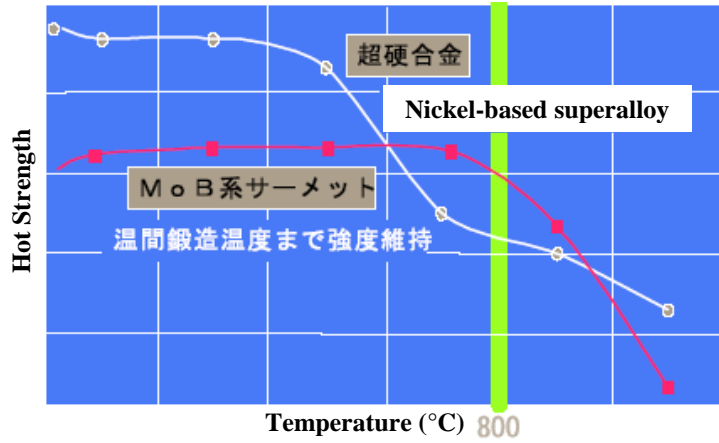 超硬合金
Nickel-based superalloy
MoB系サーメット
温間鍛造温度まで強度維持
Hot Strength
Temperature (°C)
800